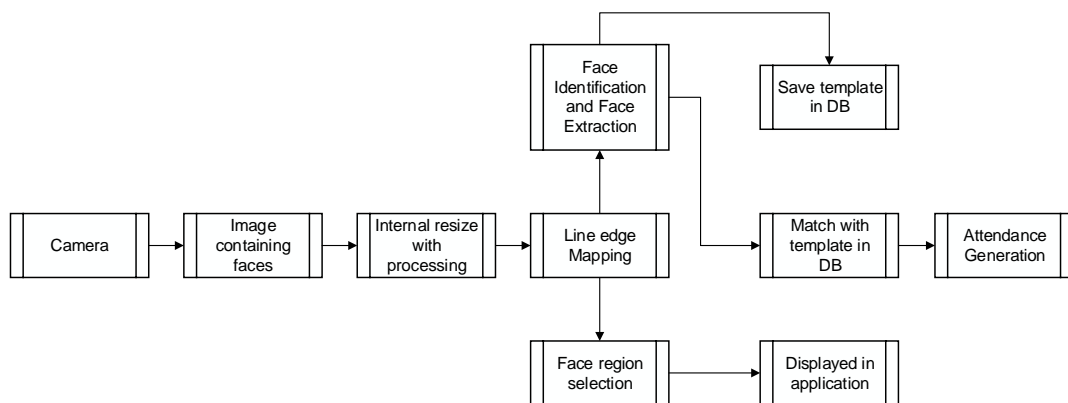 Face
Identification
and Face
Extraction
Save template
in DB
Camera
Image
containing
faces
Internal resize
with
processing
Line edge
Mapping
Match with
template in
DB
Attendance
Generation
Face region
selection
Displayed in
application